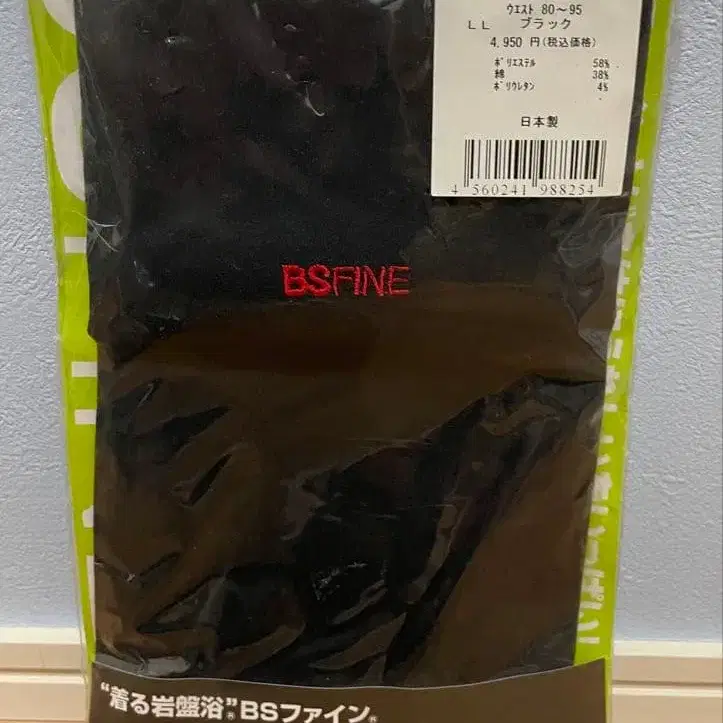 ウエスト 80〜95
LL ブラック
4,950 円(税込価格)
ポリエステル 58%
綿 38%
ポリウレタン 4%
日本製
4 560241 988254
BSFINE
“着る岩盤浴”®BSファイン®